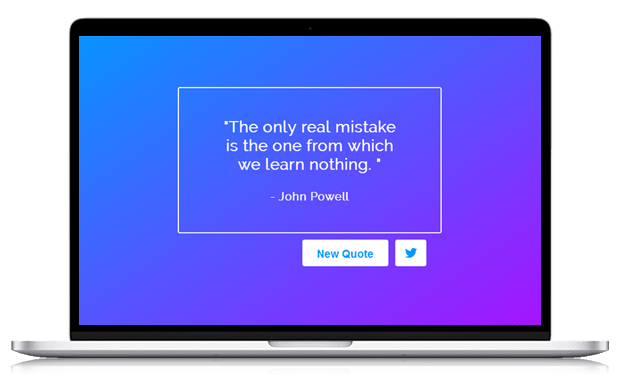 "The only real mistake
is the one from which
we learn nothing. "
- John Powell
New Quote